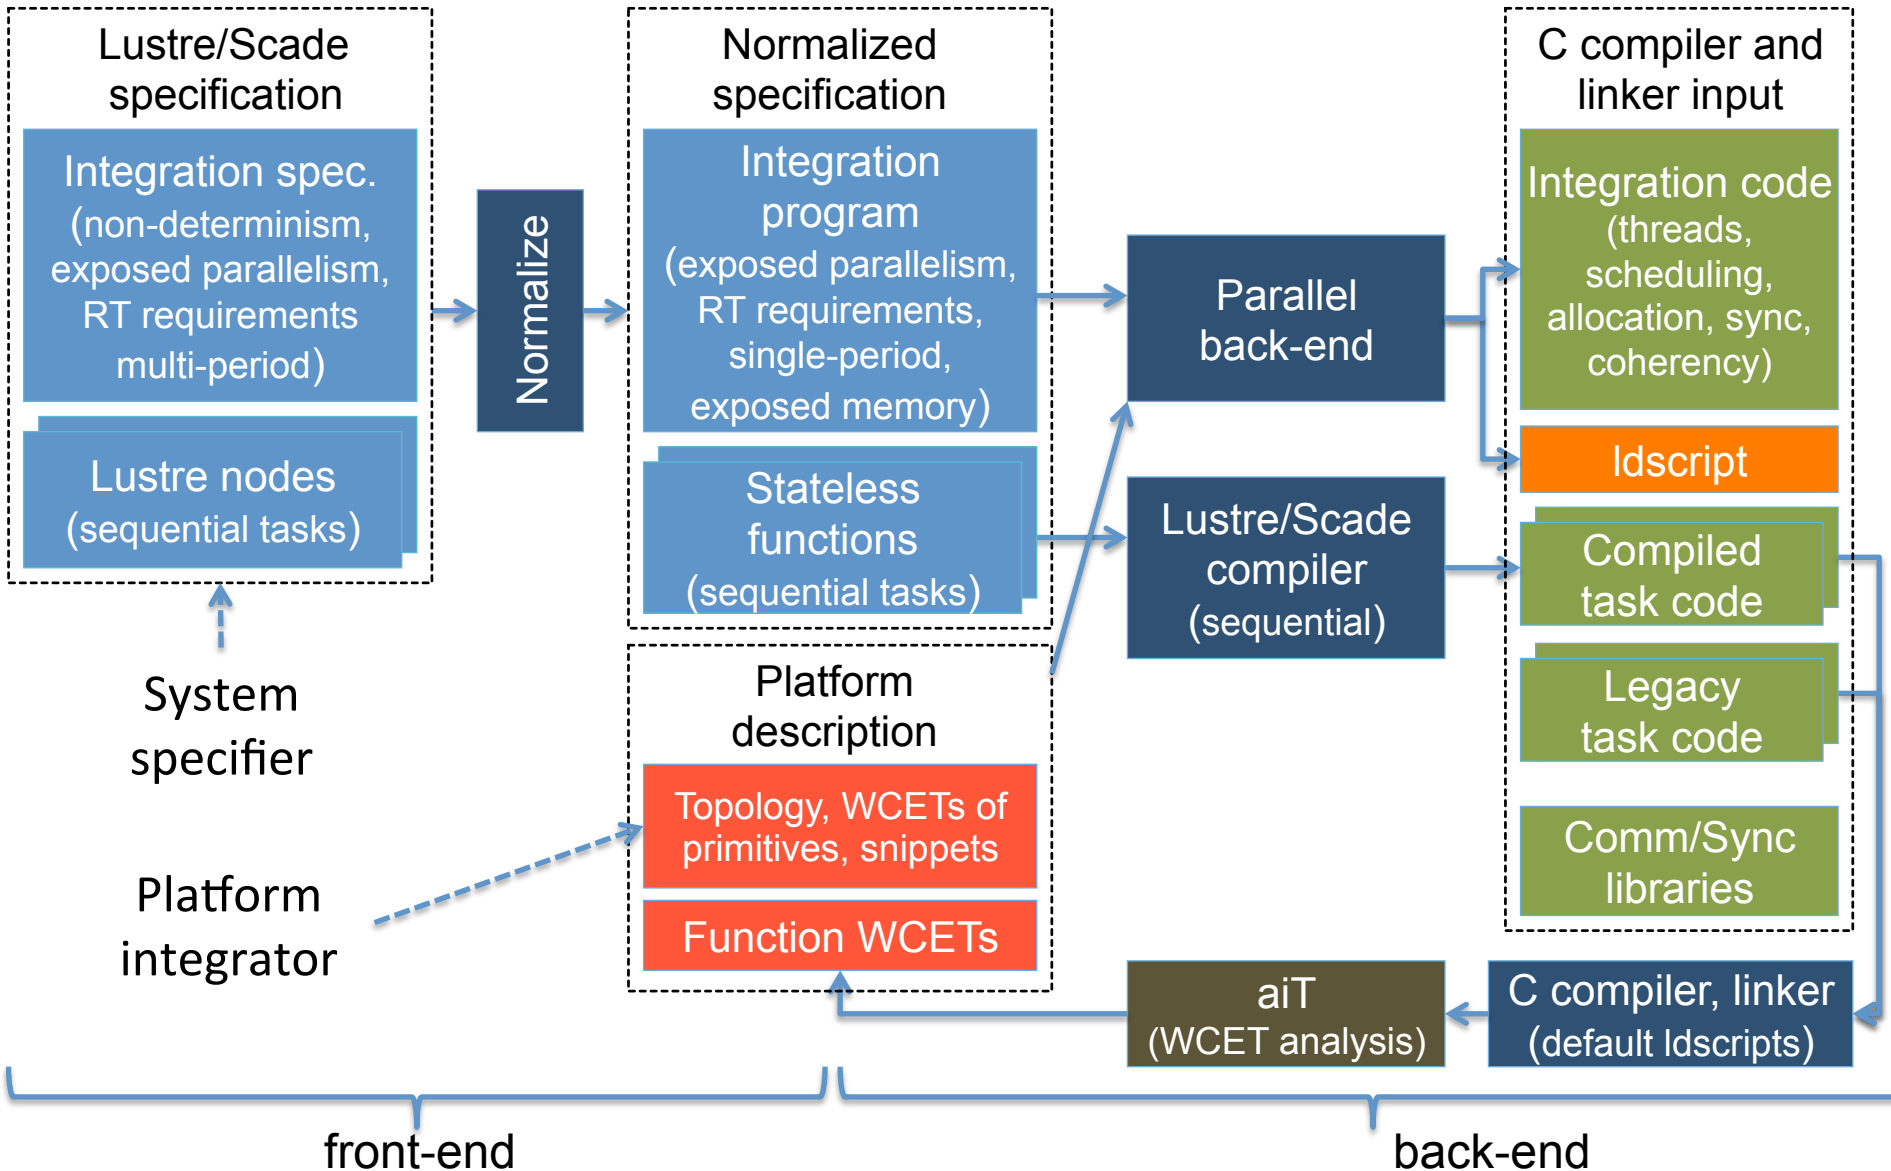 Lustre/Scade
specification
Integration spec.
(non-determinism,
exposed parallelism,
RT requirements
multi-period)
Lustre nodes
(sequential tasks)
System
specifier
Platform
integrator
Normalize
Normalized
specification
Integration
program
(exposed parallelism,
RT requirements,
single-period,
exposed memory)
Stateless
functions
(sequential tasks)
Platform
description
Topology, WCETs of
primitives, snippets
Function WCETs
Parallel
back-end
Lustre/Scade
compiler
(sequential)
C compiler and
linker input
Integration code
(threads,
scheduling,
allocation, sync,
coherency)
ldscript
Compiled
task code
Legacy
task code
Comm/Sync
libraries
aiT
(WCET analysis)
C compiler, linker
(default ldscripts)
front-end
back-end